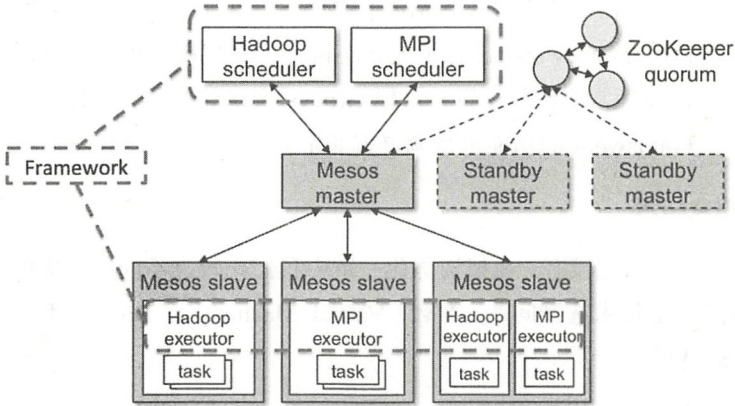 Hadoop
scheduler
MPI
scheduler
ZooKeeper
quorum
Framework
Mesos
master
Standby
master
Standby
master
Mesos slave
Hadoop
executor
task
Mesos slave
MPI
executor
task
Mesos slave
Hadoop
executor
task
MPI
executor
task